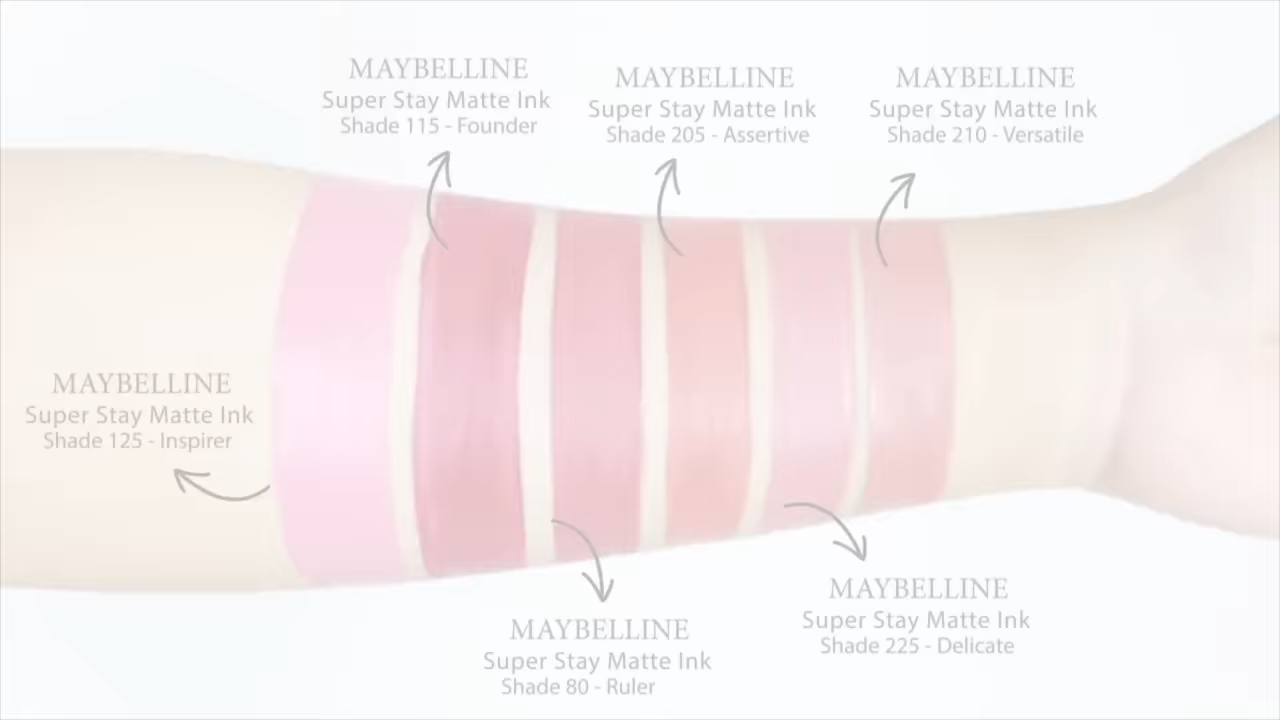 MAYBELLINE
Super Stay Matte Ink
Shade 115 - Founder
MAYBELLINE
Super Stay Matte Ink
Shade 205 - Assertive
MAYBELLINE
Super Stay Matte Ink
Shade 210 - Versatile
MAYBELLINE
Super Stay Matte Ink
Shade 125 - Inspirer
MAYBELLINE
Super Stay Matte Ink
Shade 80 - Ruler
MAYBELLINE
Super Stay Matte Ink
Shade 225 - Delicate